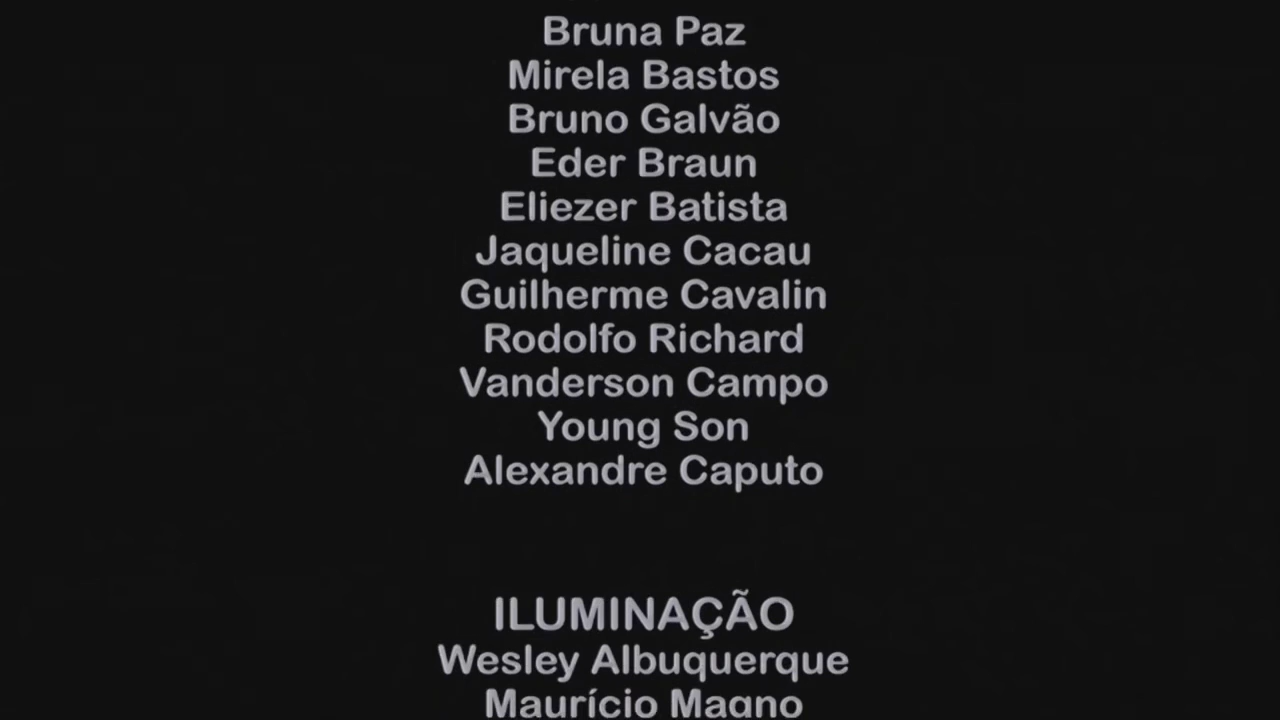 Bruna Paz
Mirela Bastos
Bruno Galvão
Eder Braun
Eliezer Batista
Jaqueline Cacau
Guilherme Cavalin
Rodolfo Richard
Vanderson Campo
Young Son
Alexandre Caputo
ILUMINAÇÃO
Wesley Albuquerque
Maurício Magno